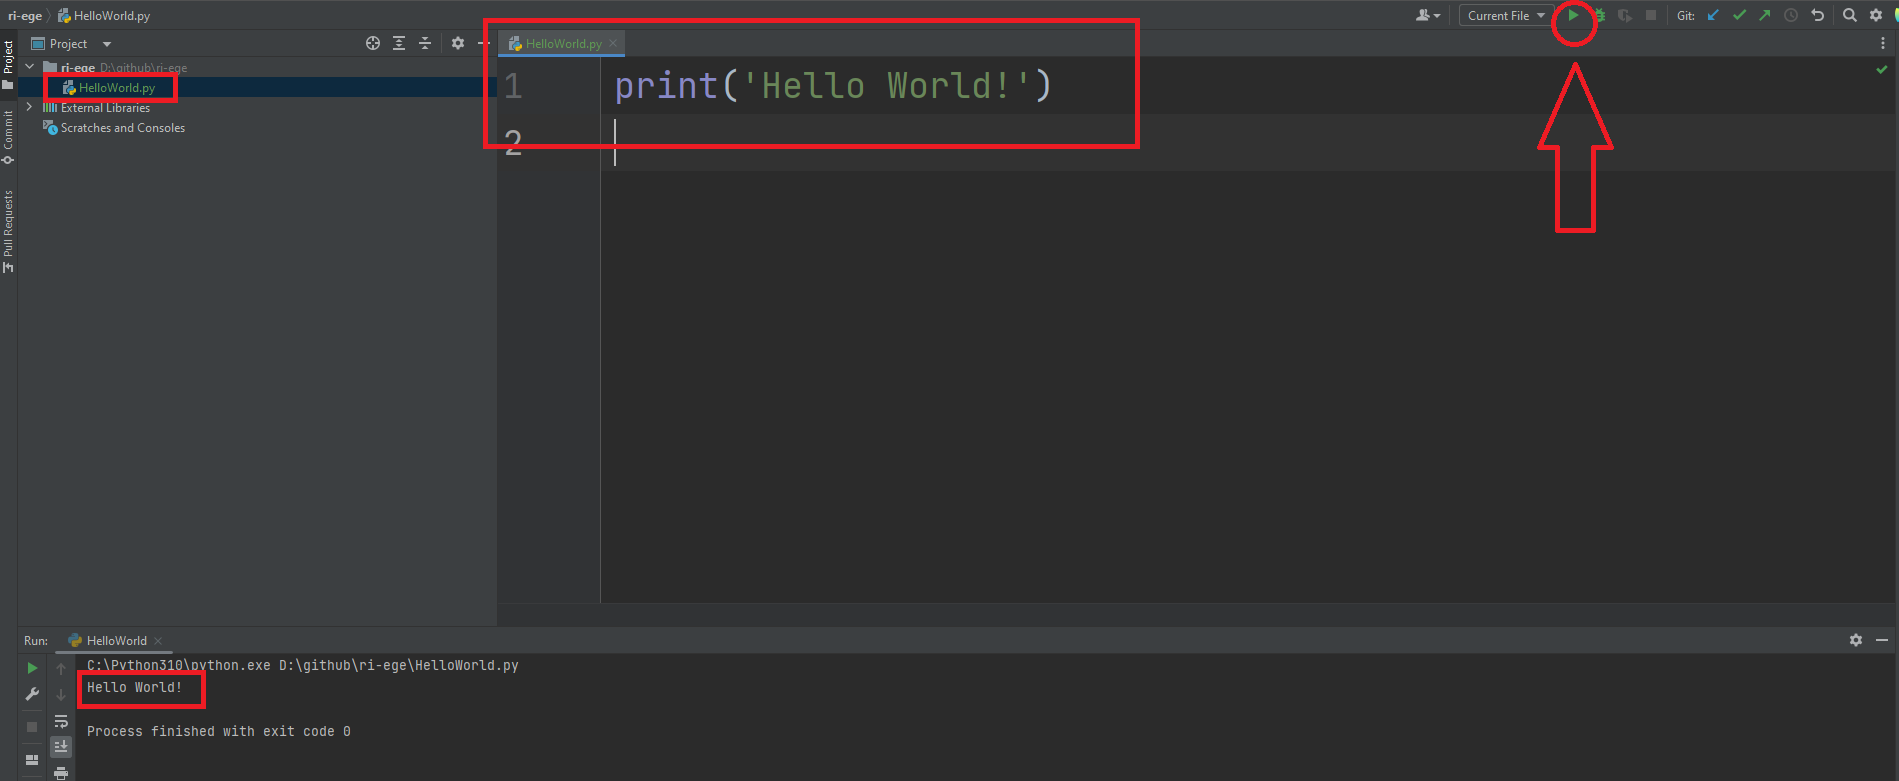 ri-ege HelloWorld.py
Current File
Git:
Project
HelloWorld.py
ri-ege D:\github\ri-ege
HelloWorld.py
External Libraries
Scratches and Consoles
Project
Commit
Pull Requests
1 print('Hello World!')
2
Run: HelloWorld
C:\Python310\python.exe D:\github\ri-ege\HelloWorld.py
Hello World!
Process finished with exit code 0